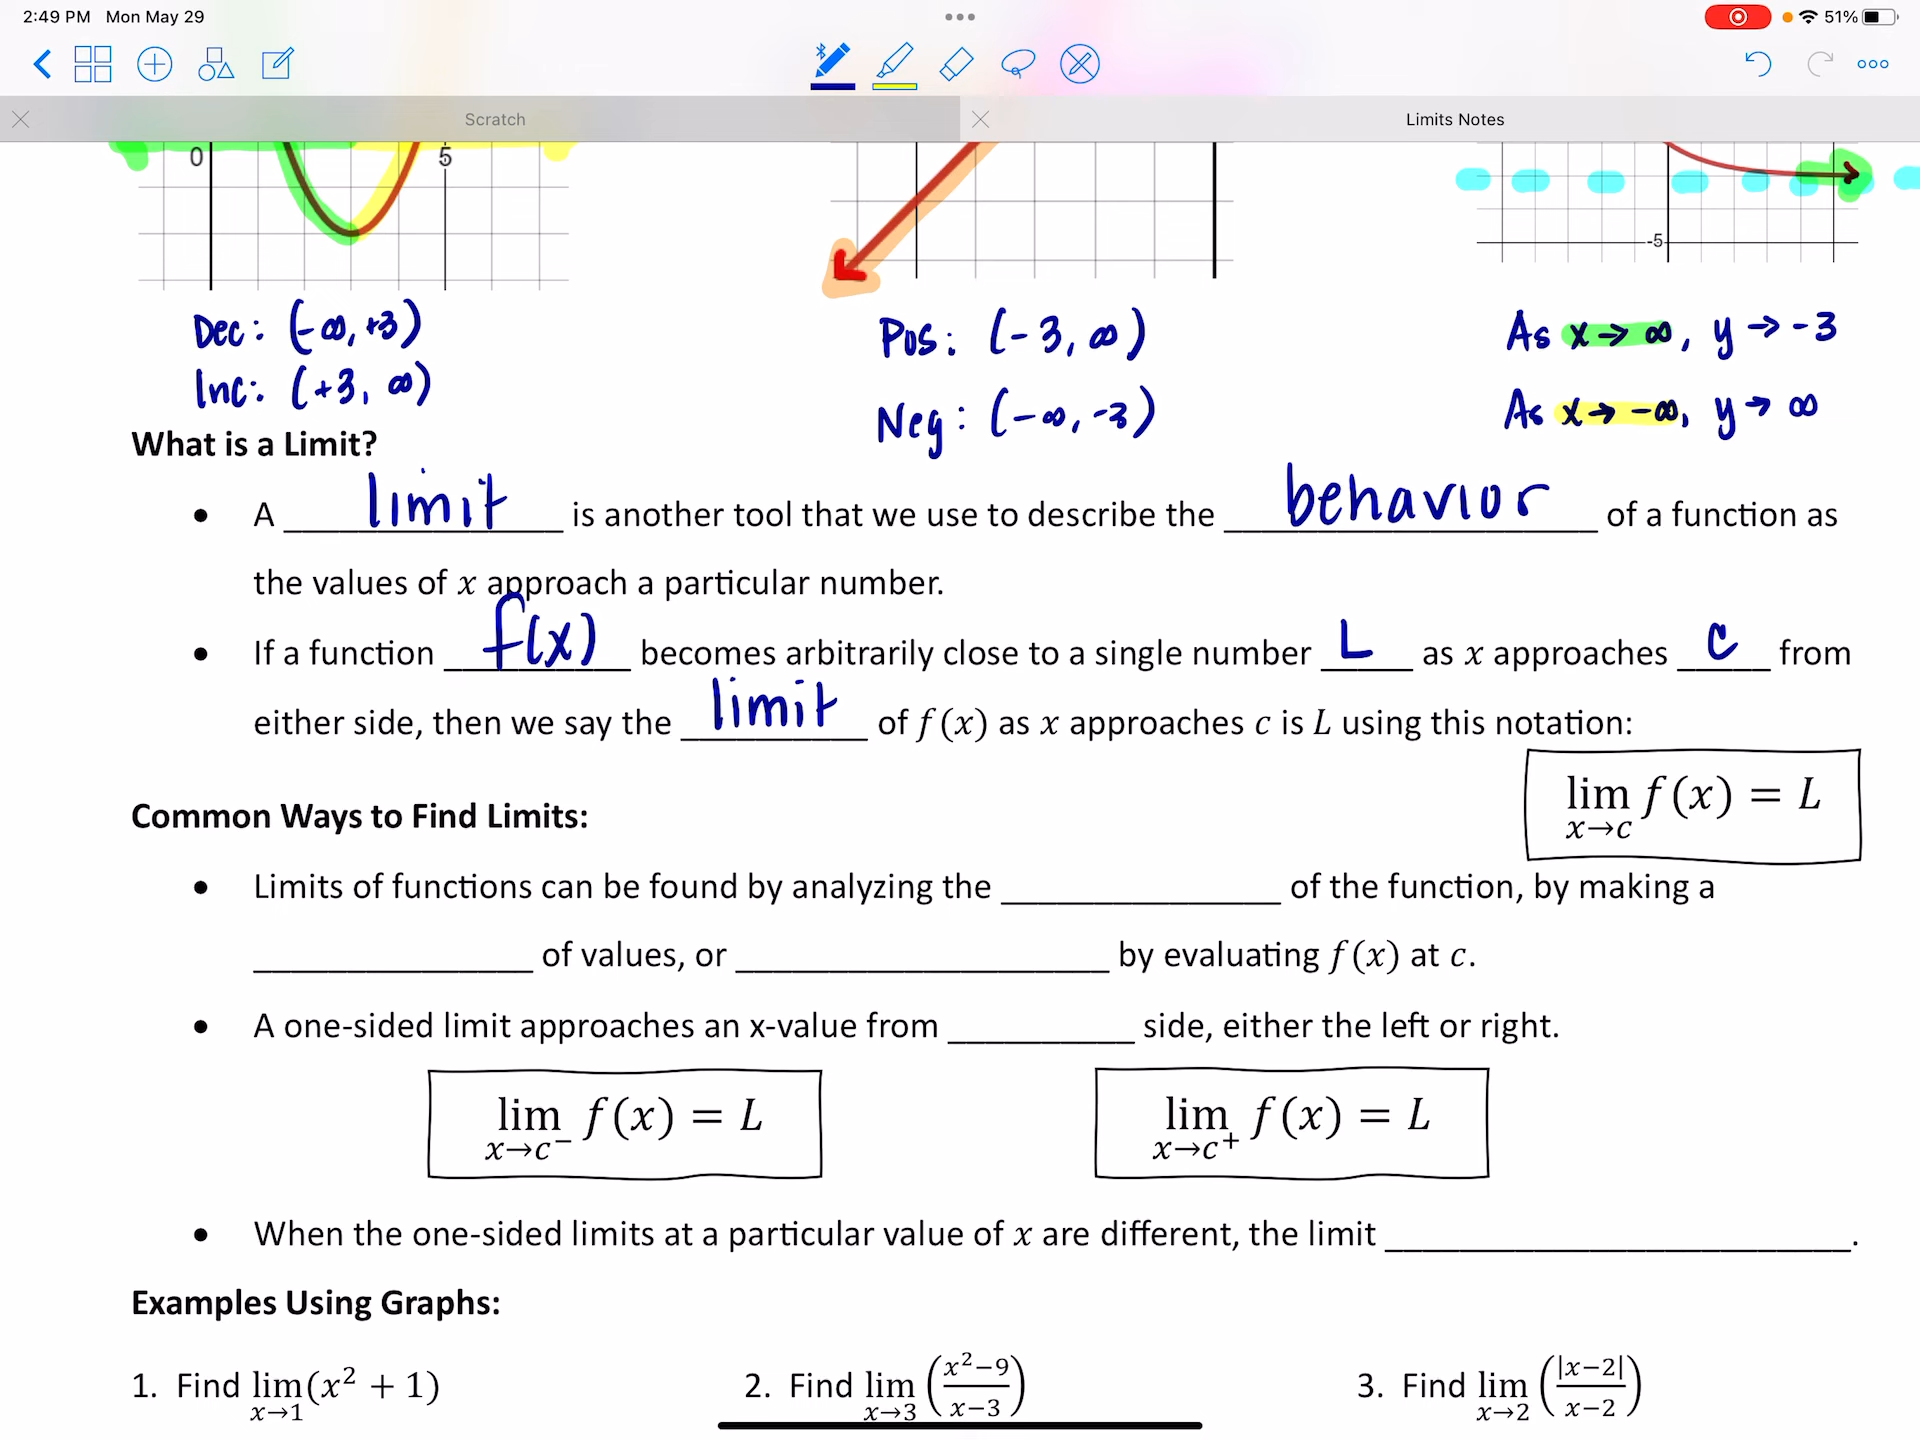 2:49 PM Mon May 29
51%
Scratch
Limits Notes
0
5
-5
Dec: (-∞, +3)
Inc: (+3, ∞)
Pos: (-3, ∞)
Neg: (-∞, -3)
As x → ∞, y → -3
As x → -∞, y → ∞
What is a Limit?
• A limit is another tool that we use to describe the behavior of a function as
the values of x approach a particular number.
• If a function f(x) becomes arbitrarily close to a single number L as x approaches c from
either side, then we say the limit of f(x) as x approaches c is L using this notation:
lim x→c f(x) = L
Common Ways to Find Limits:
• Limits of functions can be found by analyzing the _______________ of the function, by making a
_______________ of values, or ____________________ by evaluating f(x) at c.
• A one-sided limit approaches an x-value from __________ side, either the left or right.
lim x→c⁻ f(x) = L
lim x→c⁺ f(x) = L
• When the one-sided limits at a particular value of x are different, the limit _________________________.
Examples Using Graphs:
1. Find lim x→1 (x² + 1)
2. Find lim x→3 ((x²−9)/(x−3))
3. Find lim x→2 (|x−2|/(x−2))